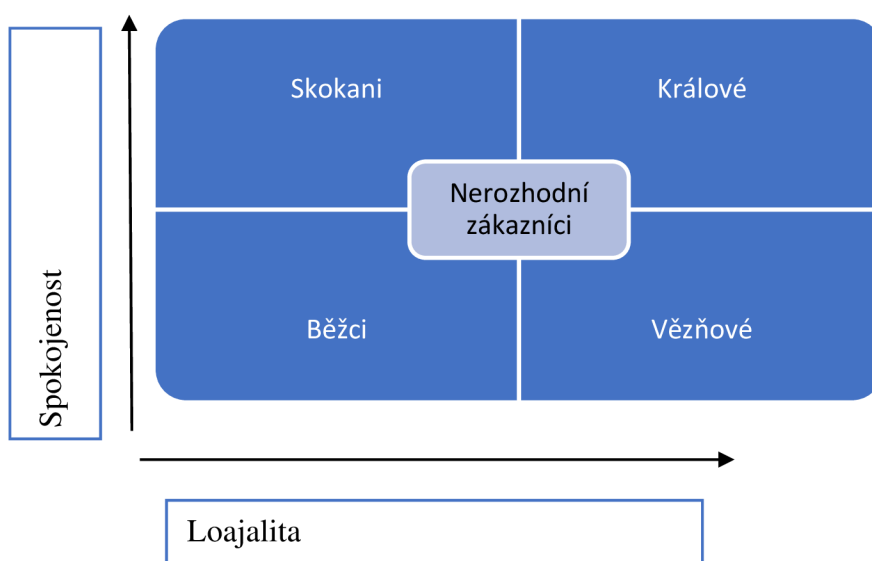 Skokani
Králové
Nerozhodní
zákazníci
Běžci
Vězňové
Spokojenost
Loajalita